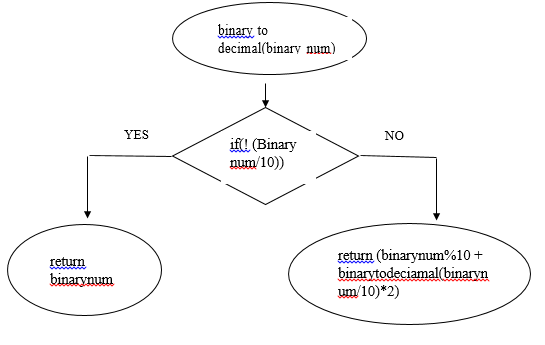 binary to
decimal(binary num)
YES
if(! (Binary
num/10))
NO
return
binarynum
return (binarynum%10 +
binarytodeciamal(binaryn
um/10)*2)